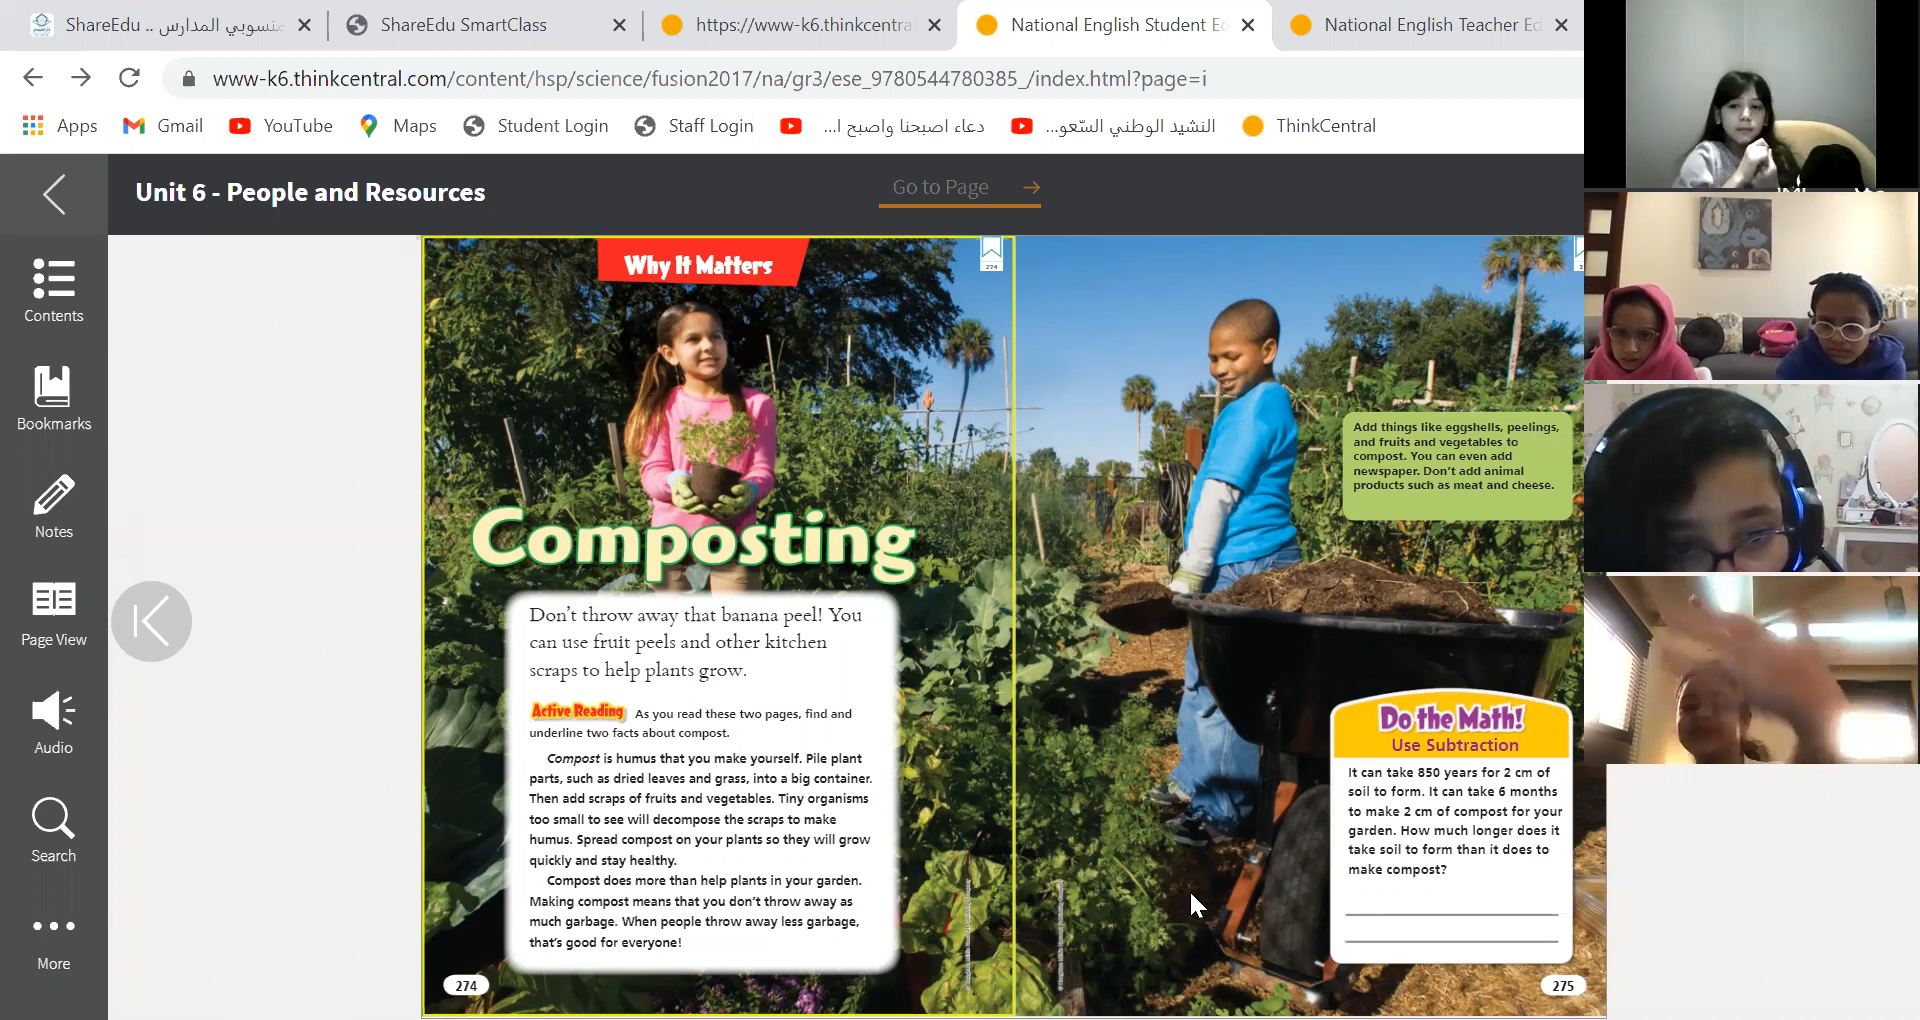 ShareEdu .. منسوبي المدارس
ShareEdu SmartClass
https://www-k6.thinkcentra
National English Student Ed
National English Teacher Ed
www-k6.thinkcentral.com/content/hsp/science/fusion2017/na/gr3/ese_9780544780385_/index.html?page=i
Apps
Gmail
YouTube
Maps
Student Login
Staff Login
دعاء اصبحنا واصبح ا...
النشيد الوطني السّعو...
ThinkCentral
Unit 6 - People and Resources
Go to Page
Contents
Bookmarks
Notes
Page View
Audio
Search
More
Why It Matters
274
Composting
Don't throw away that banana peel! You
can use fruit peels and other kitchen
scraps to help plants grow.
Active Reading As you read these two pages, find and
underline two facts about compost.
Compost is humus that you make yourself. Pile plant
parts, such as dried leaves and grass, into a big container.
Then add scraps of fruits and vegetables. Tiny organisms
too small to see will decompose the scraps to make
humus. Spread compost on your plants so they will grow
quickly and stay healthy.
Compost does more than help plants in your garden.
Making compost means that you don't throw away as
much garbage. When people throw away less garbage,
that's good for everyone!
274
Add things like eggshells, peelings,
and fruits and vegetables to
compost. You can even add
newspaper. Don't add animal
products such as meat and cheese.
Do the Math!
Use Subtraction
It can take 850 years for 2 cm of
soil to form. It can take 6 months
to make 2 cm of compost for your
garden. How much longer does it
take soil to form than it does to
make compost?
275